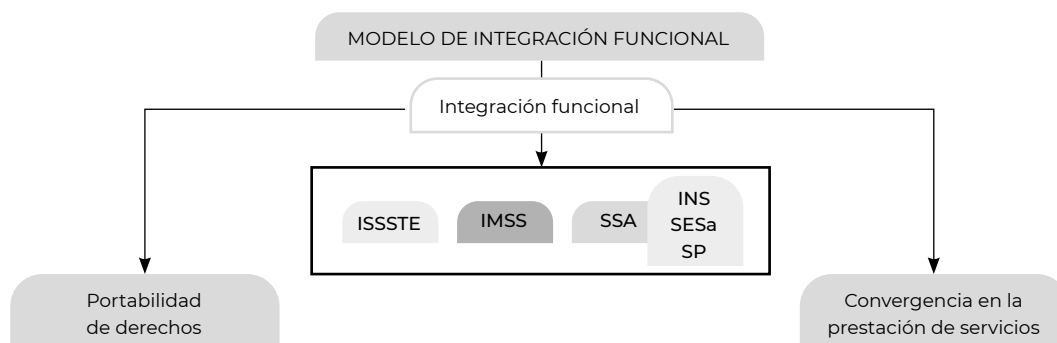 MODELO DE INTEGRACIÓN FUNCIONAL
Integración funcional
ISSSTE
IMSS
SSA
INS
SESa
SP
Portabilidad
de derechos
Convergencia en la
prestación de servicios